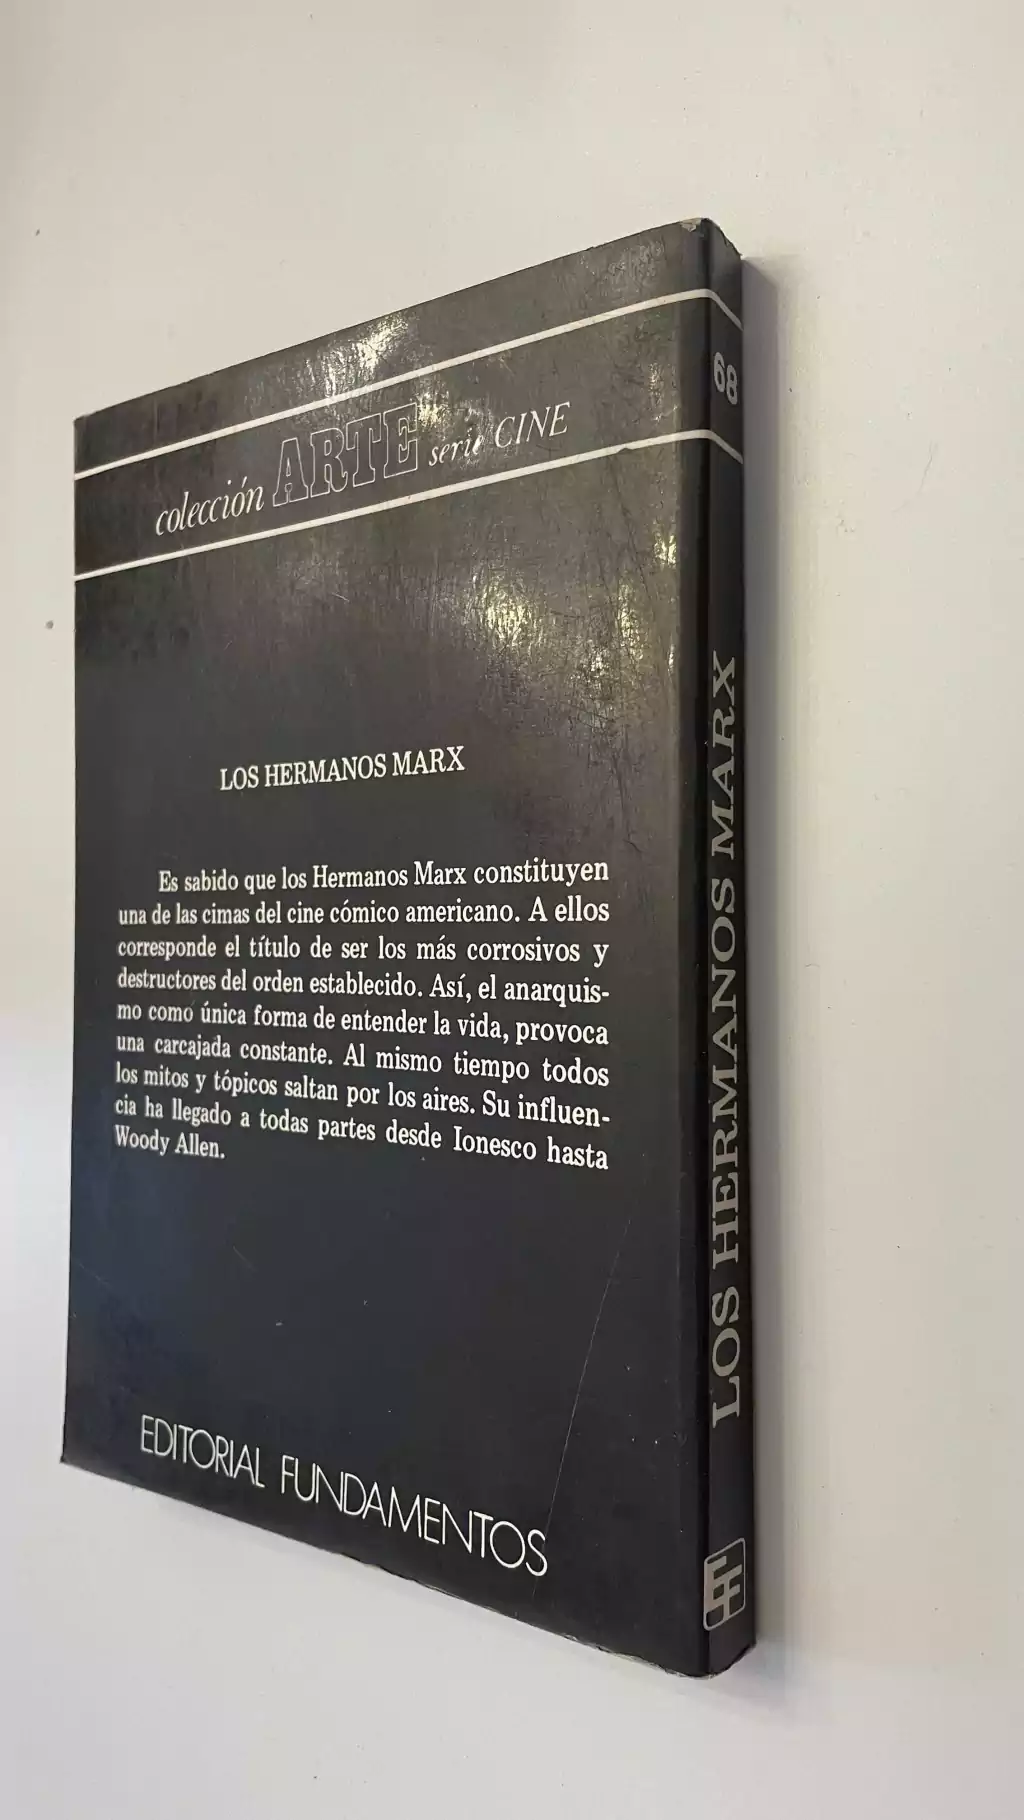 colección ARTE serie CINE
LOS HERMANOS MARX
Es sabido que los Hermanos Marx constituyen
una de las cimas del cine cómico americano. A ellos
corresponde el título de ser los más corrosivos y
destructores del orden establecido. Así, el anarquis-
mo como única forma de entender la vida, provoca
una carcajada constante. Al mismo tiempo todos
los mitos y tópicos saltan por los aires. Su influen-
cia ha llegado a todas partes desde Ionesco hasta
Woody Allen.
EDITORIAL FUNDAMENTOS
68
LOS HERMANOS MARX